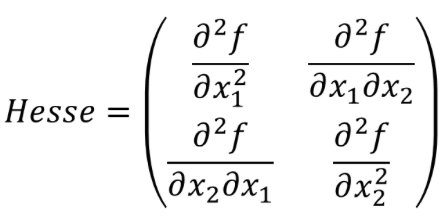 Hesse = ( ∂²f/∂x₁² ∂²f/∂x₁∂x₂
∂²f/∂x₂∂x₁ ∂²f/∂x₂² )